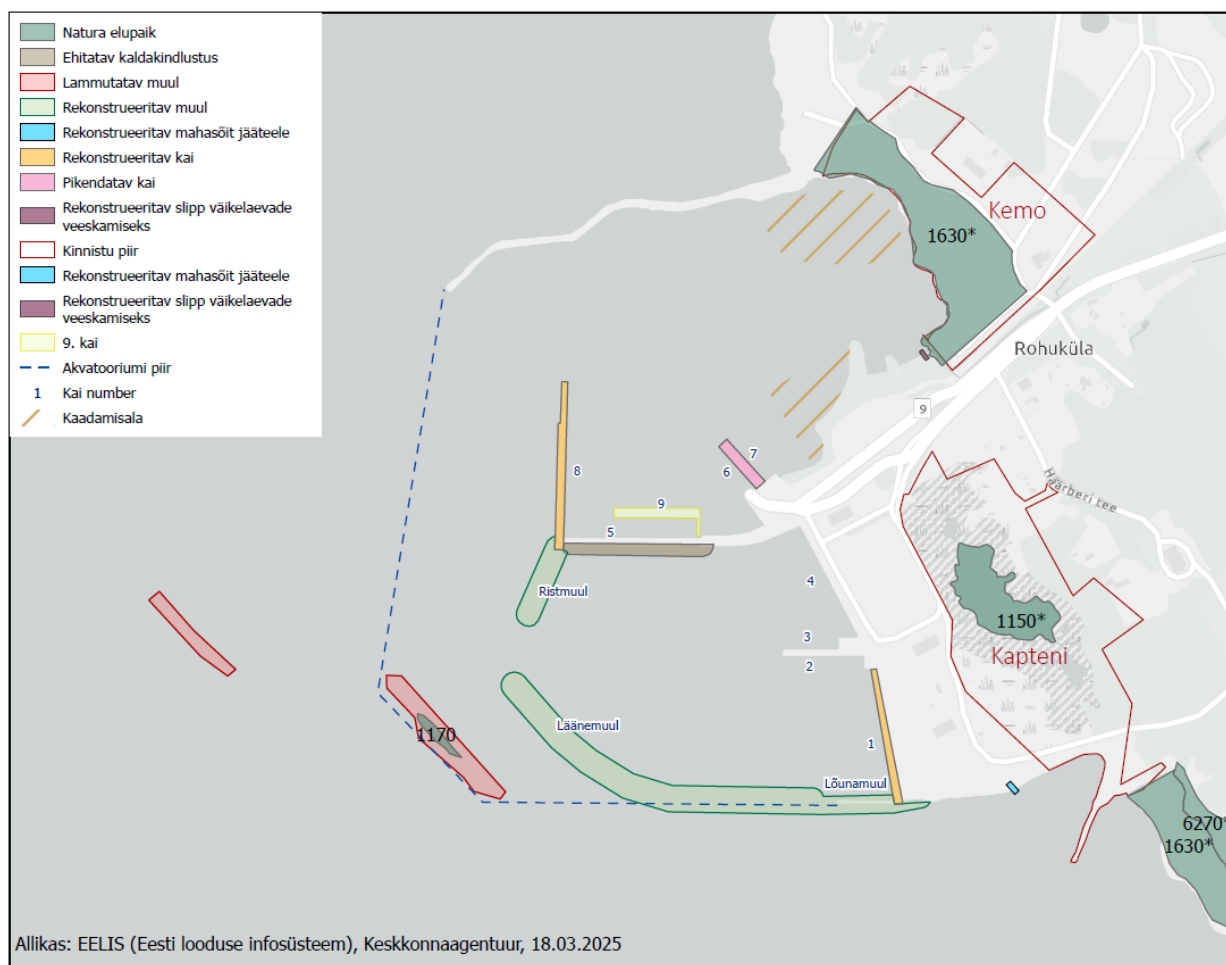 Natura elupaik
Ehitatav kaldakindlustus
Lammutatav muul
Rekonstrueeritav muul
Rekonstrueeritav mahasõit jääteele
Rekonstrueeritav kai
Pikendatav kai
Rekonstrueeritav slipp väikelaevade
veeskamiseks
Kinnistu piir
Rekonstrueeritav mahasõit jääteele
Rekonstrueeritav slipp väikelaevade
veeskamiseks
9. kai
Akvatooriumi piir
1 Kai number
Kaadamisala
Kemo
1630*
Rohuküla
9
7
6
8
Häärberi tee
9
5
4
Ristmuul
1150*
3
Kapteni
2
Läänemuul
1170
1
Lõunamuul
6270*
1630*
Allikas: EELIS (Eesti looduse infosüsteem), Keskkonnaagentuur, 18.03.2025